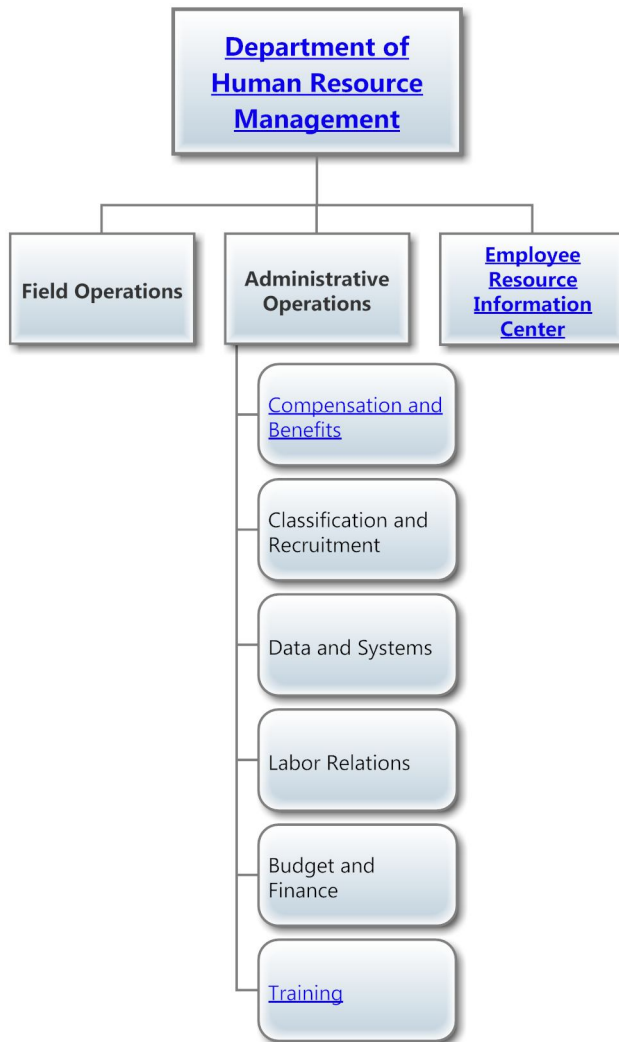 Department of
Human Resource
Management
Field Operations
Administrative
Operations
Employee
Resource
Information
Center
Compensation and
Benefits
Classification and
Recruitment
Data and Systems
Labor Relations
Budget and
Finance
Training